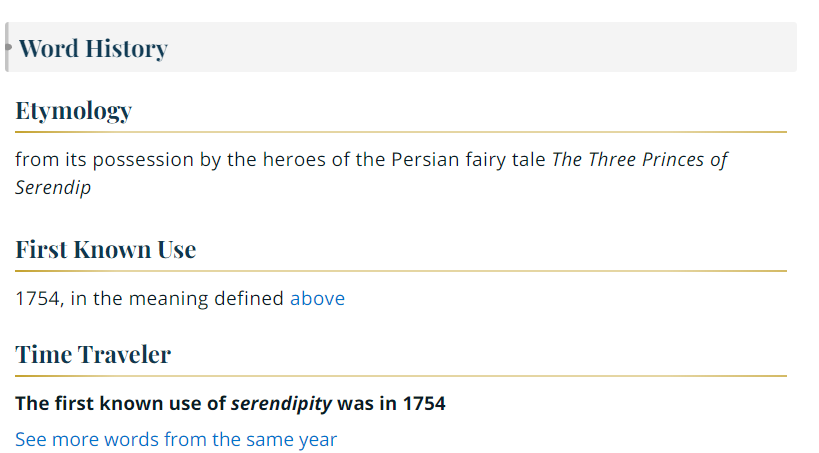 Word History
Etymology
from its possession by the heroes of the Persian fairy tale The Three Princes of
Serendip
First Known Use
1754, in the meaning defined above
Time Traveler
The first known use of serendipity was in 1754
See more words from the same year